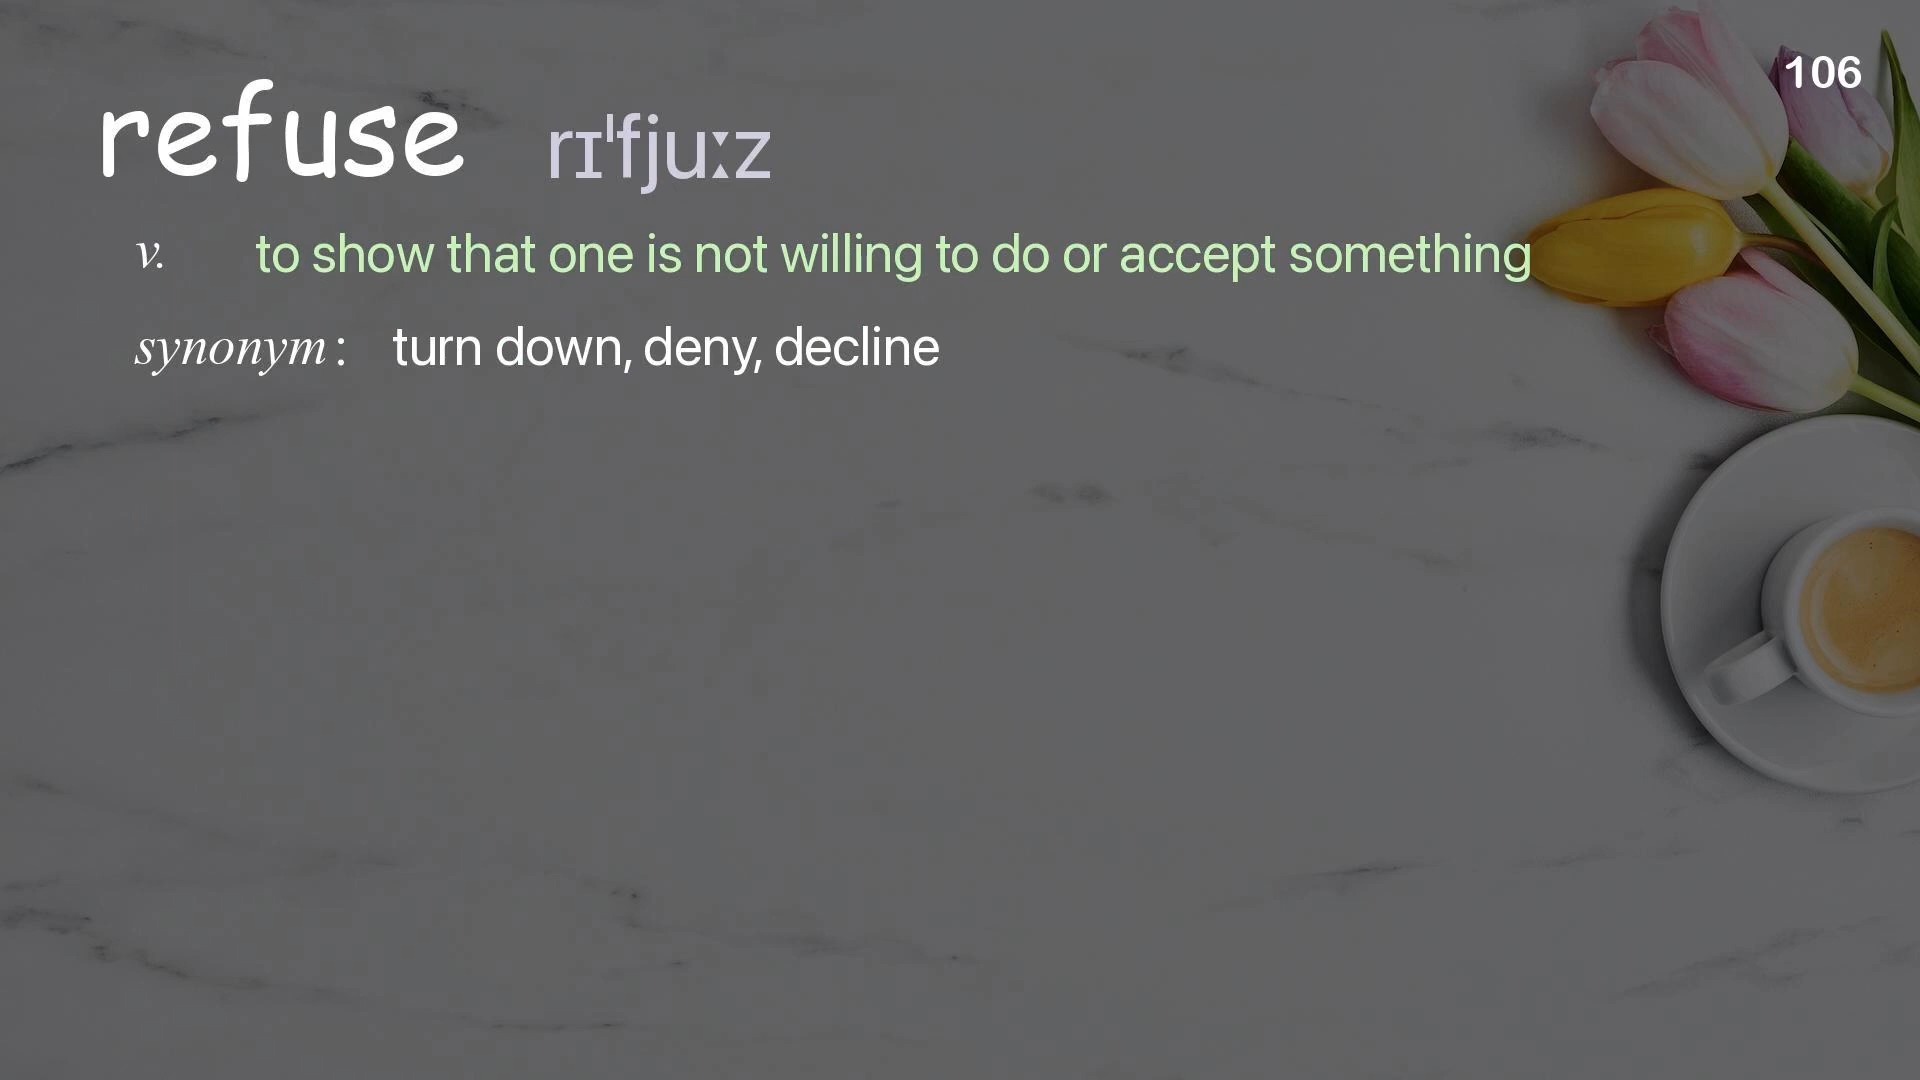 106
refuse rɪˈfjuːz
v. to show that one is not willing to do or accept something
synonym: turn down, deny, decline